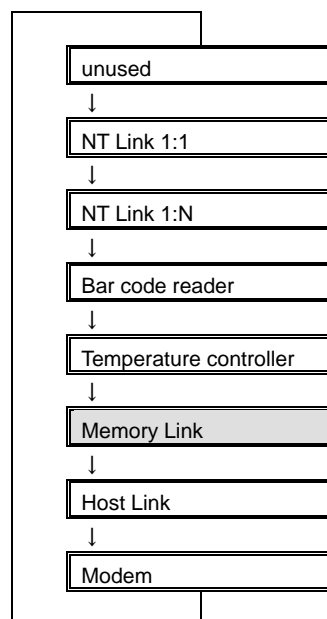 unused
↓
NT Link 1:1
↓
NT Link 1:N
↓
Bar code reader
↓
Temperature controller
↓
Memory Link
↓
Host Link
↓
Modem